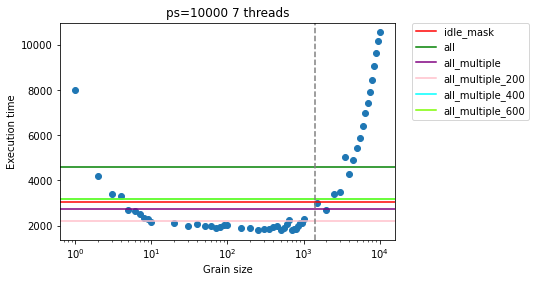 ps=10000 7 threads
Execution time
10000
8000
6000
4000
2000
10⁰
10¹
10²
10³
10⁴
Grain size
idle_mask
all
all_multiple
all_multiple_200
all_multiple_400
all_multiple_600